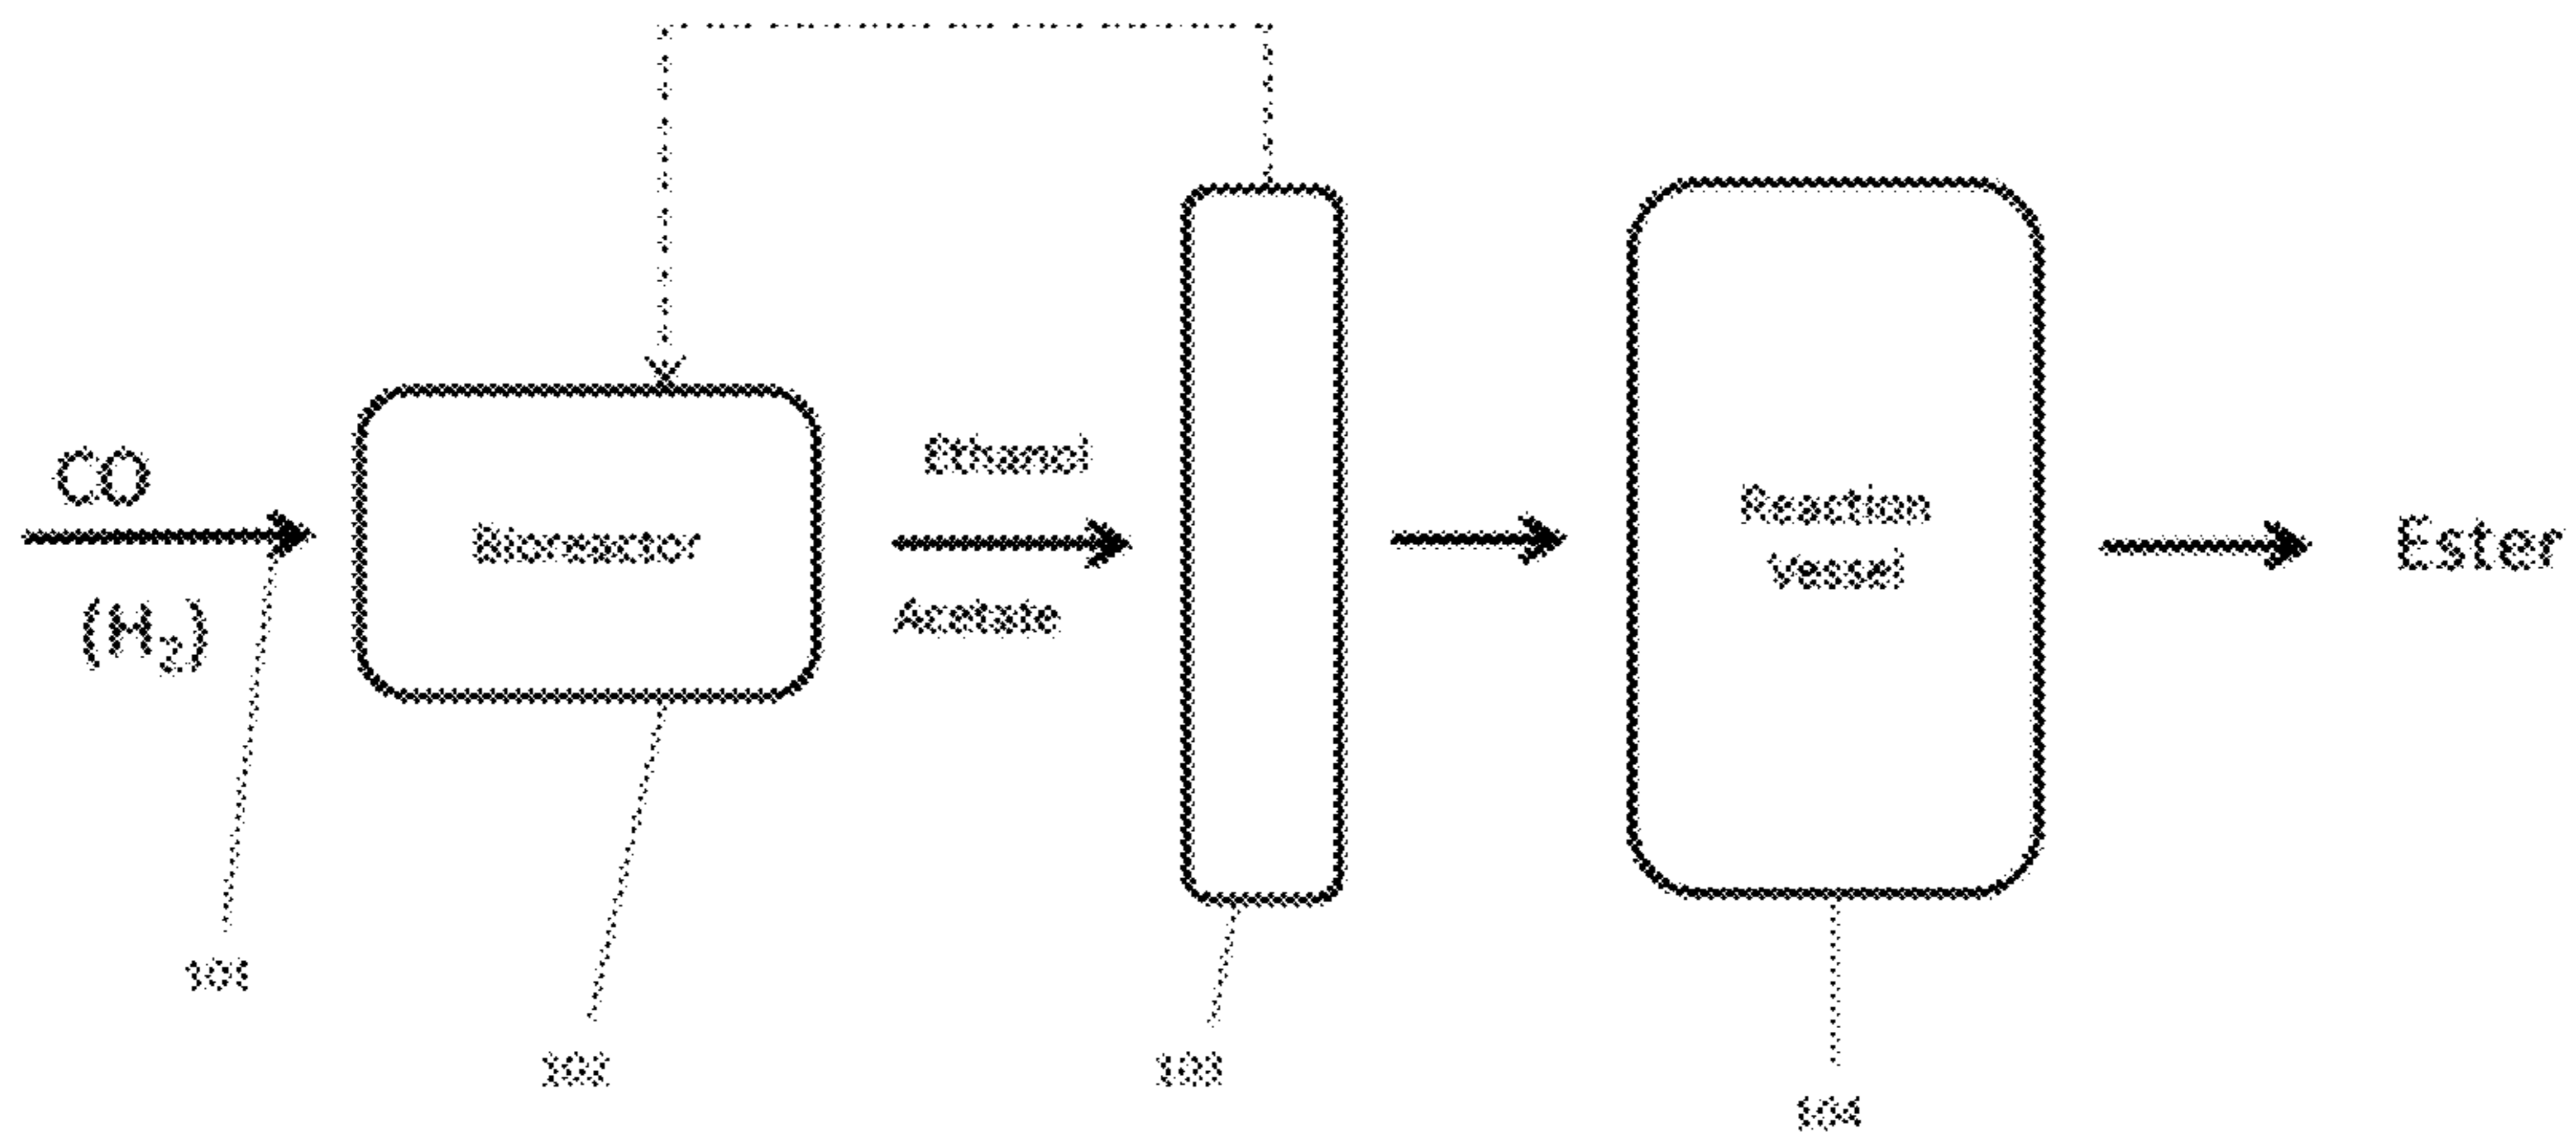 CO
(H₂)
Bioreactor
Ethanol
Acetate
Reaction
vessel
Ester
101
102
103
104